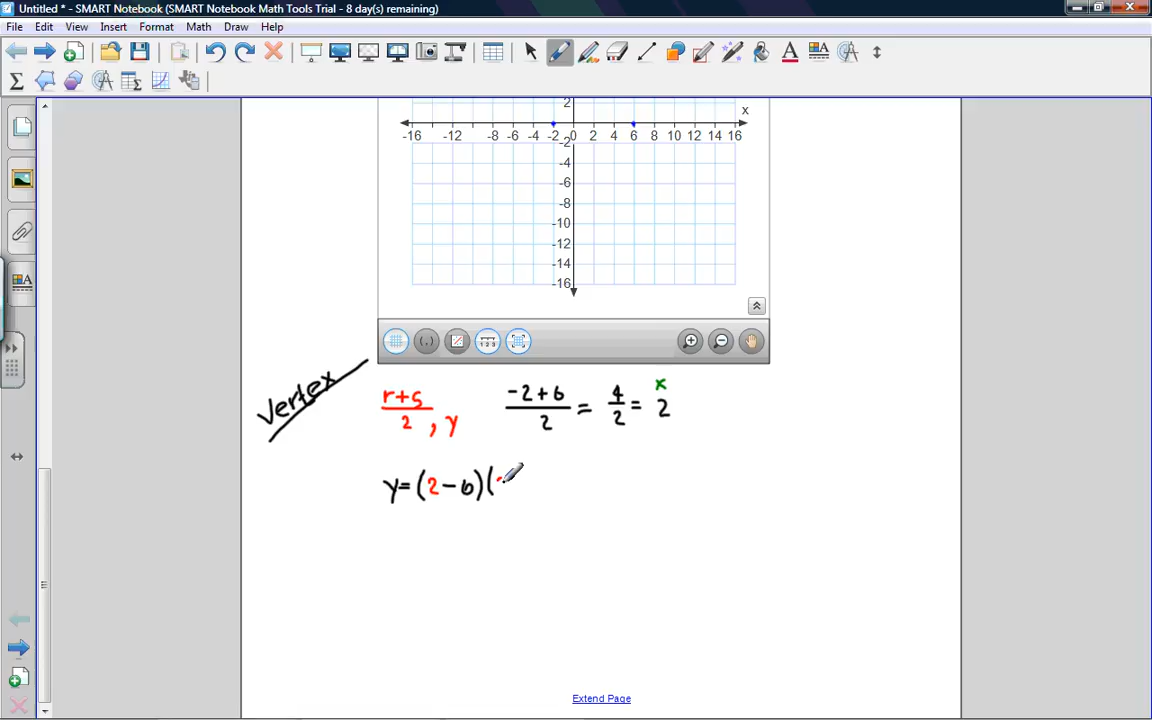 Untitled * - SMART Notebook (SMART Notebook Math Tools Trial - 8 day(s) remaining)
File Edit View Insert Format Math Draw Help
2
x
-16 -12 -8 -6 -4 -2 0 2 4 6 8 10 12 14 16
-2
-4
-6
-8
-10
-12
-14
-16
Vertex
r+s/2, y -2+6/2 = 4/2 = 2
x
y=(2-6)(
Extend Page